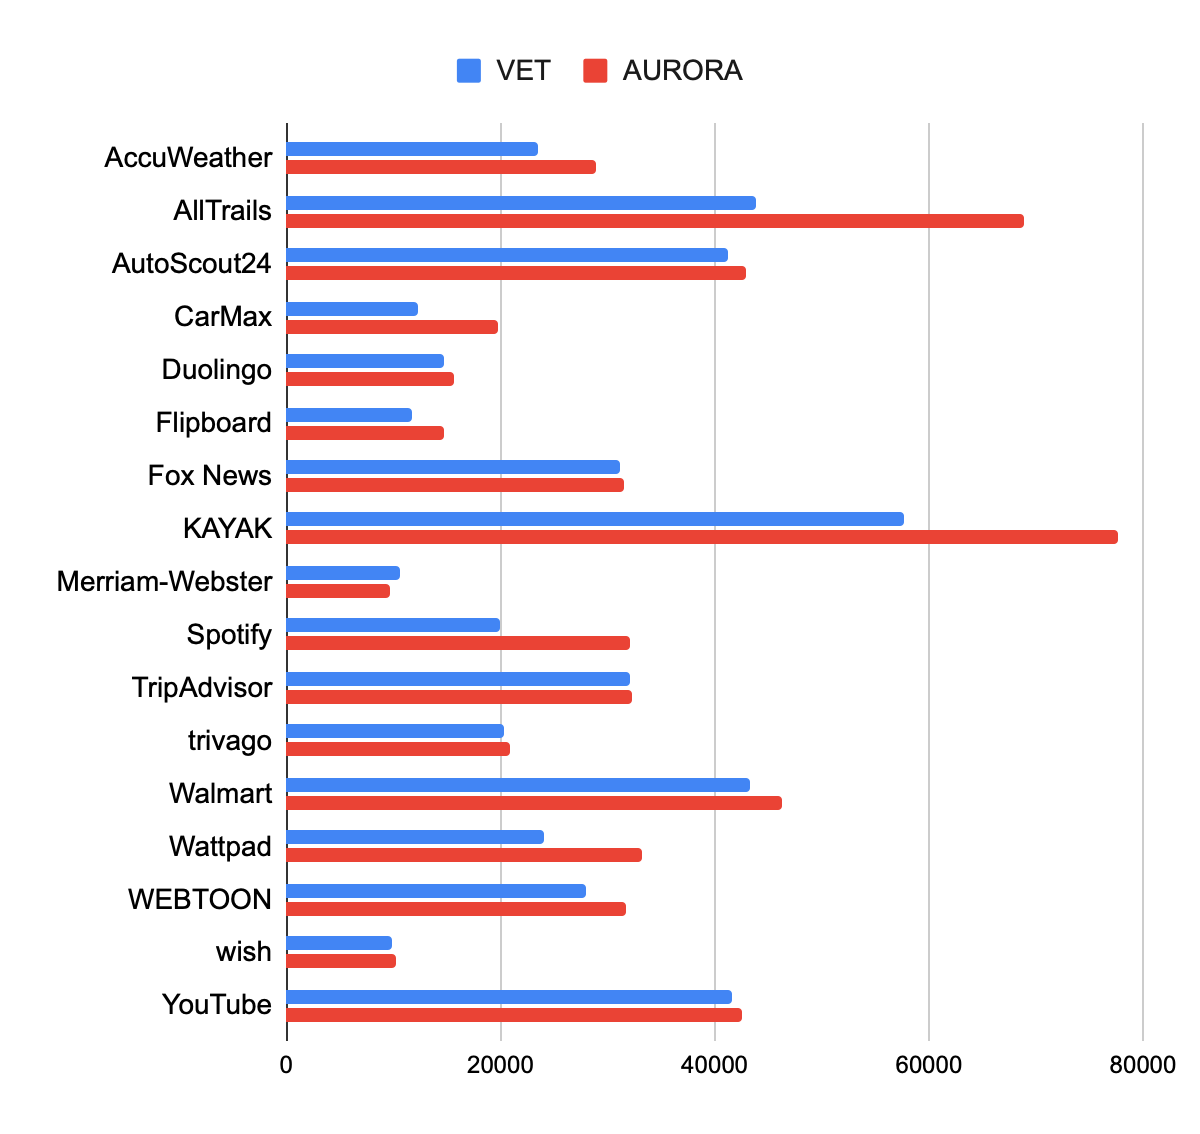 VET AURORA
AccuWeather
AllTrails
AutoScout24
CarMax
Duolingo
Flipboard
Fox News
KAYAK
Merriam-Webster
Spotify
TripAdvisor
trivago
Walmart
Wattpad
WEBTOON
wish
YouTube
0 20000 40000 60000 80000